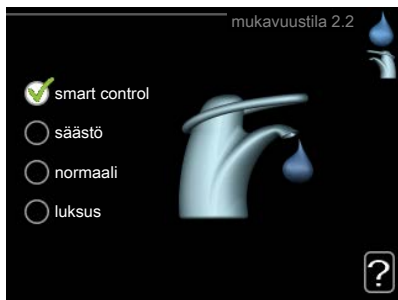 mukavuustila 2.2
smart control
säästö
normaali
luksus
?